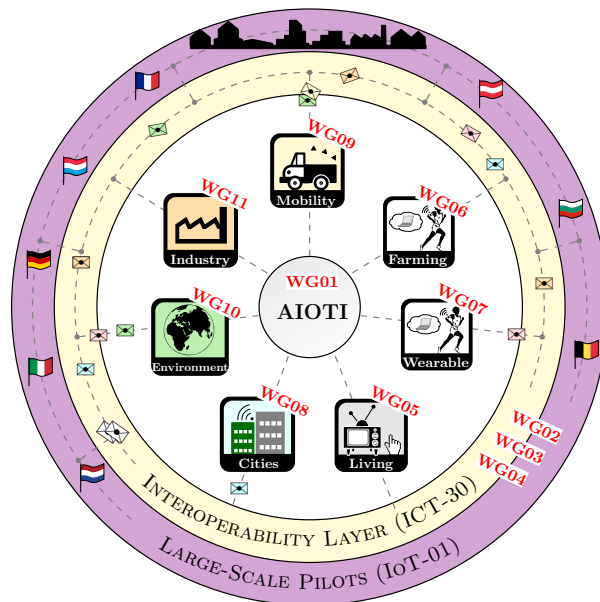 WG09
Mobility
WG11
Industry
WG06
Farming
WG01
AIOTI
WG10
Environment
WG07
Wearable
WG08
Cities
WG05
Living
WG02
WG03
WG04
Interoperability Layer (ICT-30)
Large-Scale Pilots (IoT-01)